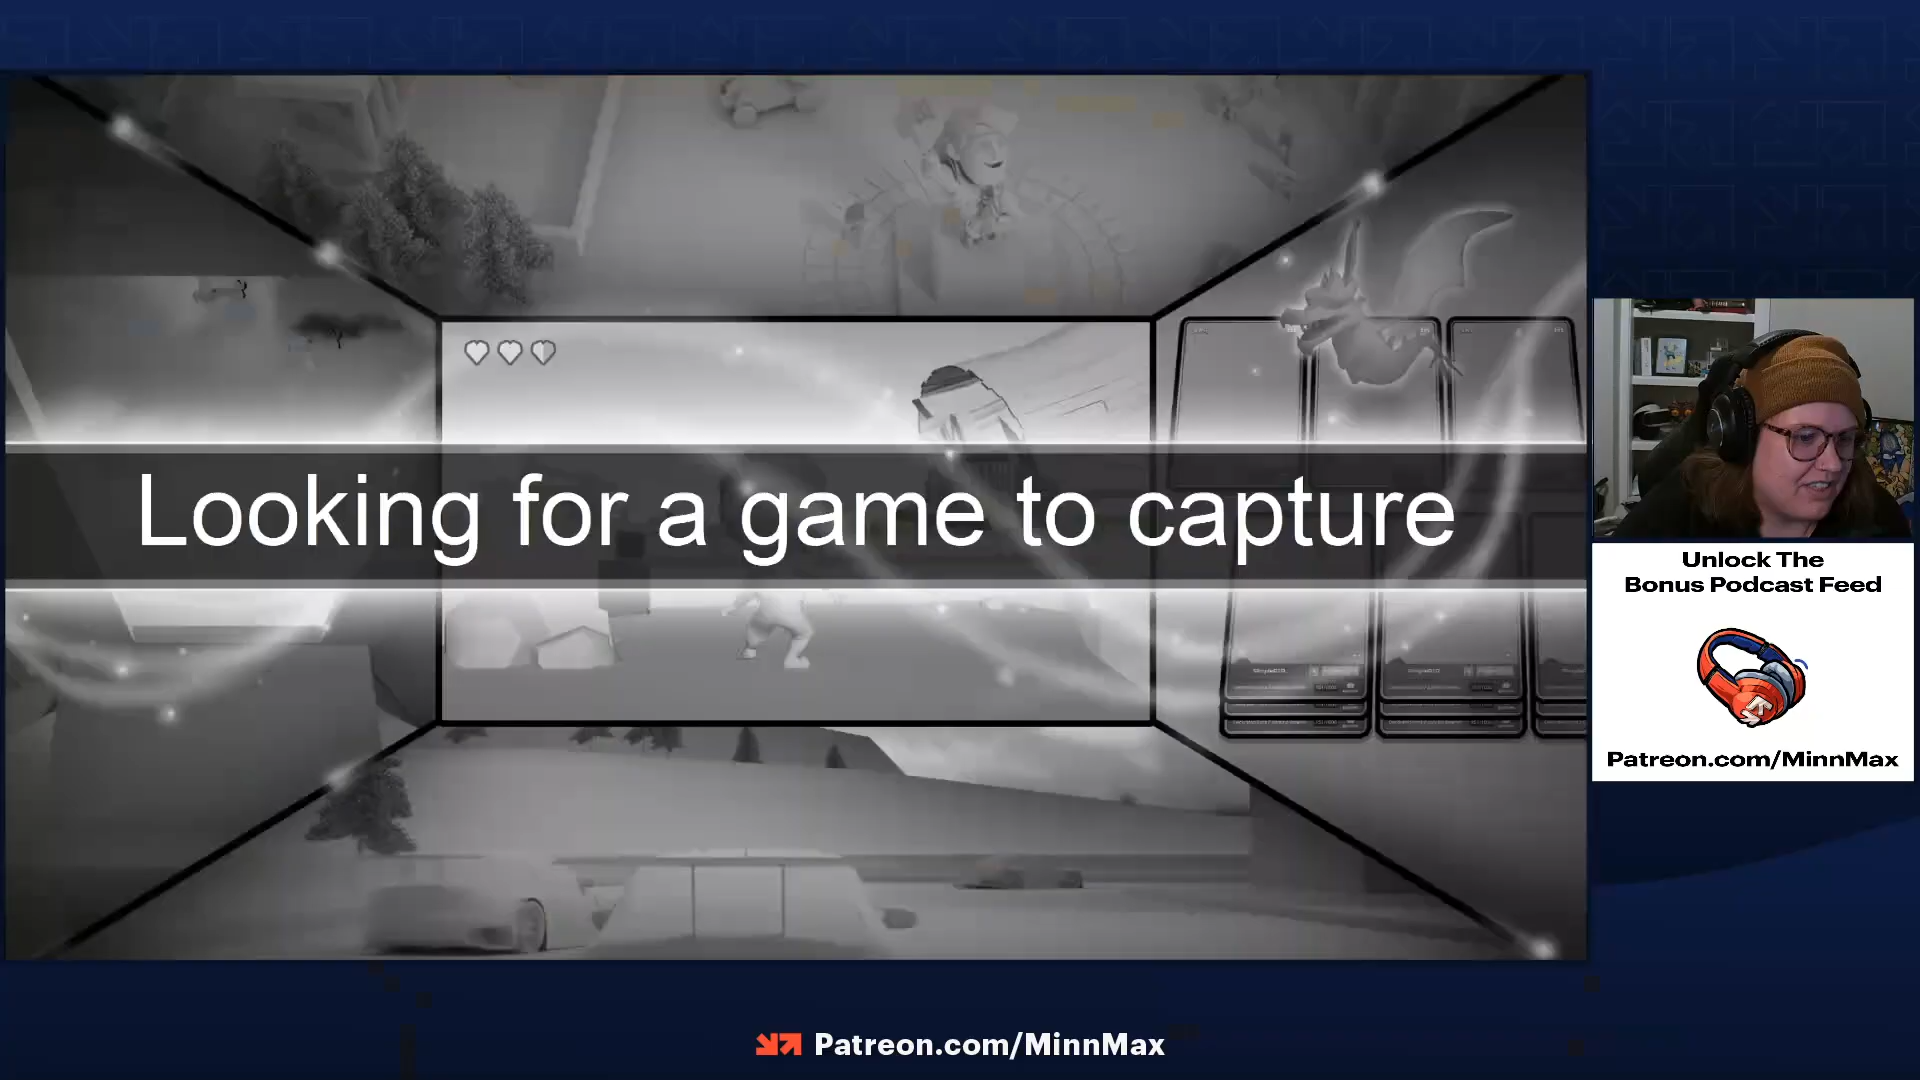 Looking for a game to capture
Unlock The
Bonus Podcast Feed
Patreon.com/MinnMax
Patreon.com/MinnMax